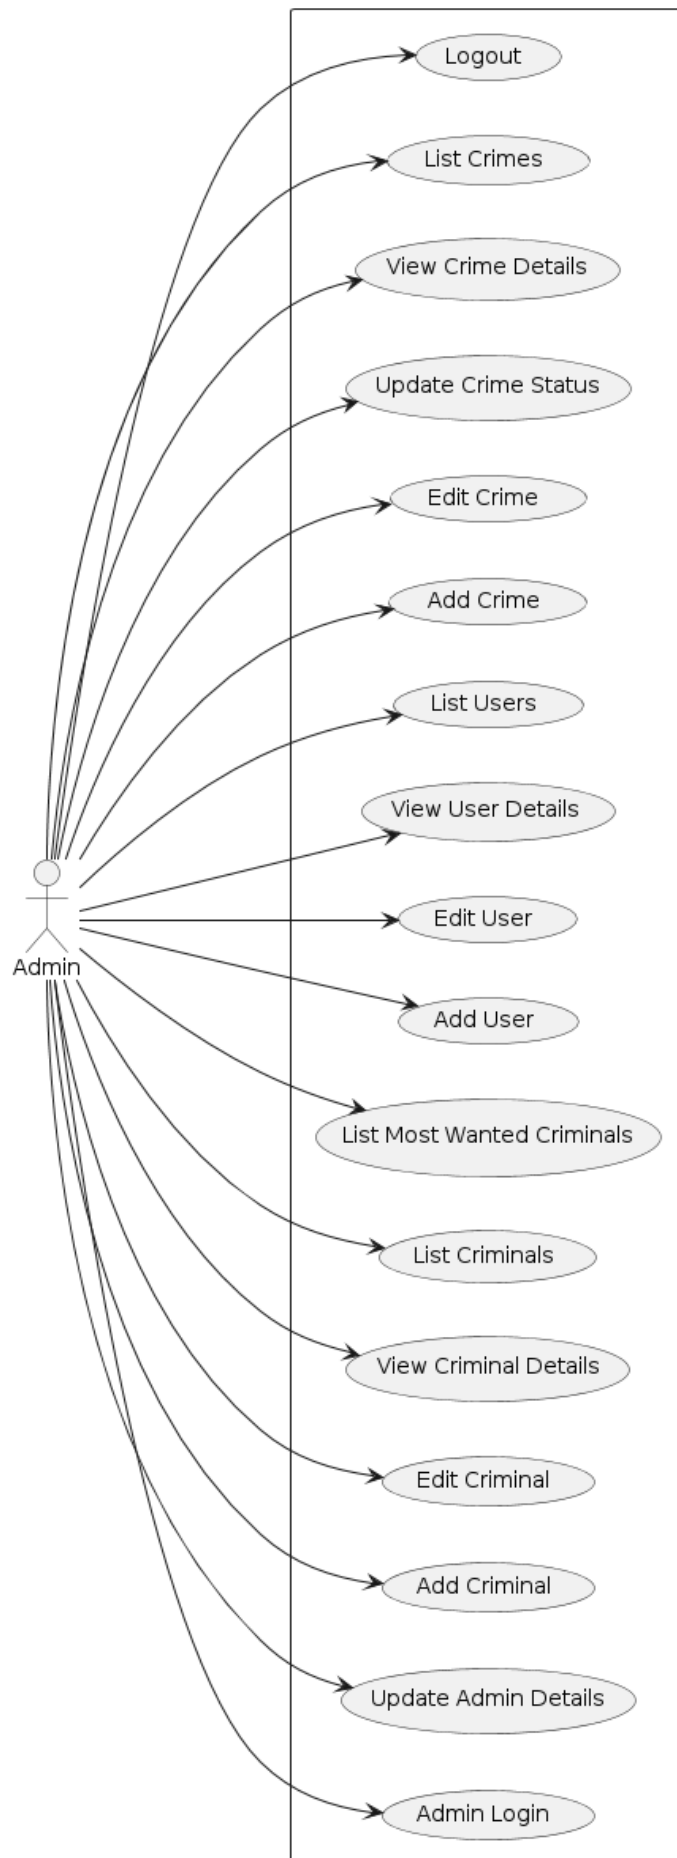 Logout
List Crimes
View Crime Details
Update Crime Status
Edit Crime
Add Crime
List Users
View User Details
Edit User
Admin
Add User
List Most Wanted Criminals
List Criminals
View Criminal Details
Edit Criminal
Add Criminal
Update Admin Details
Admin Login